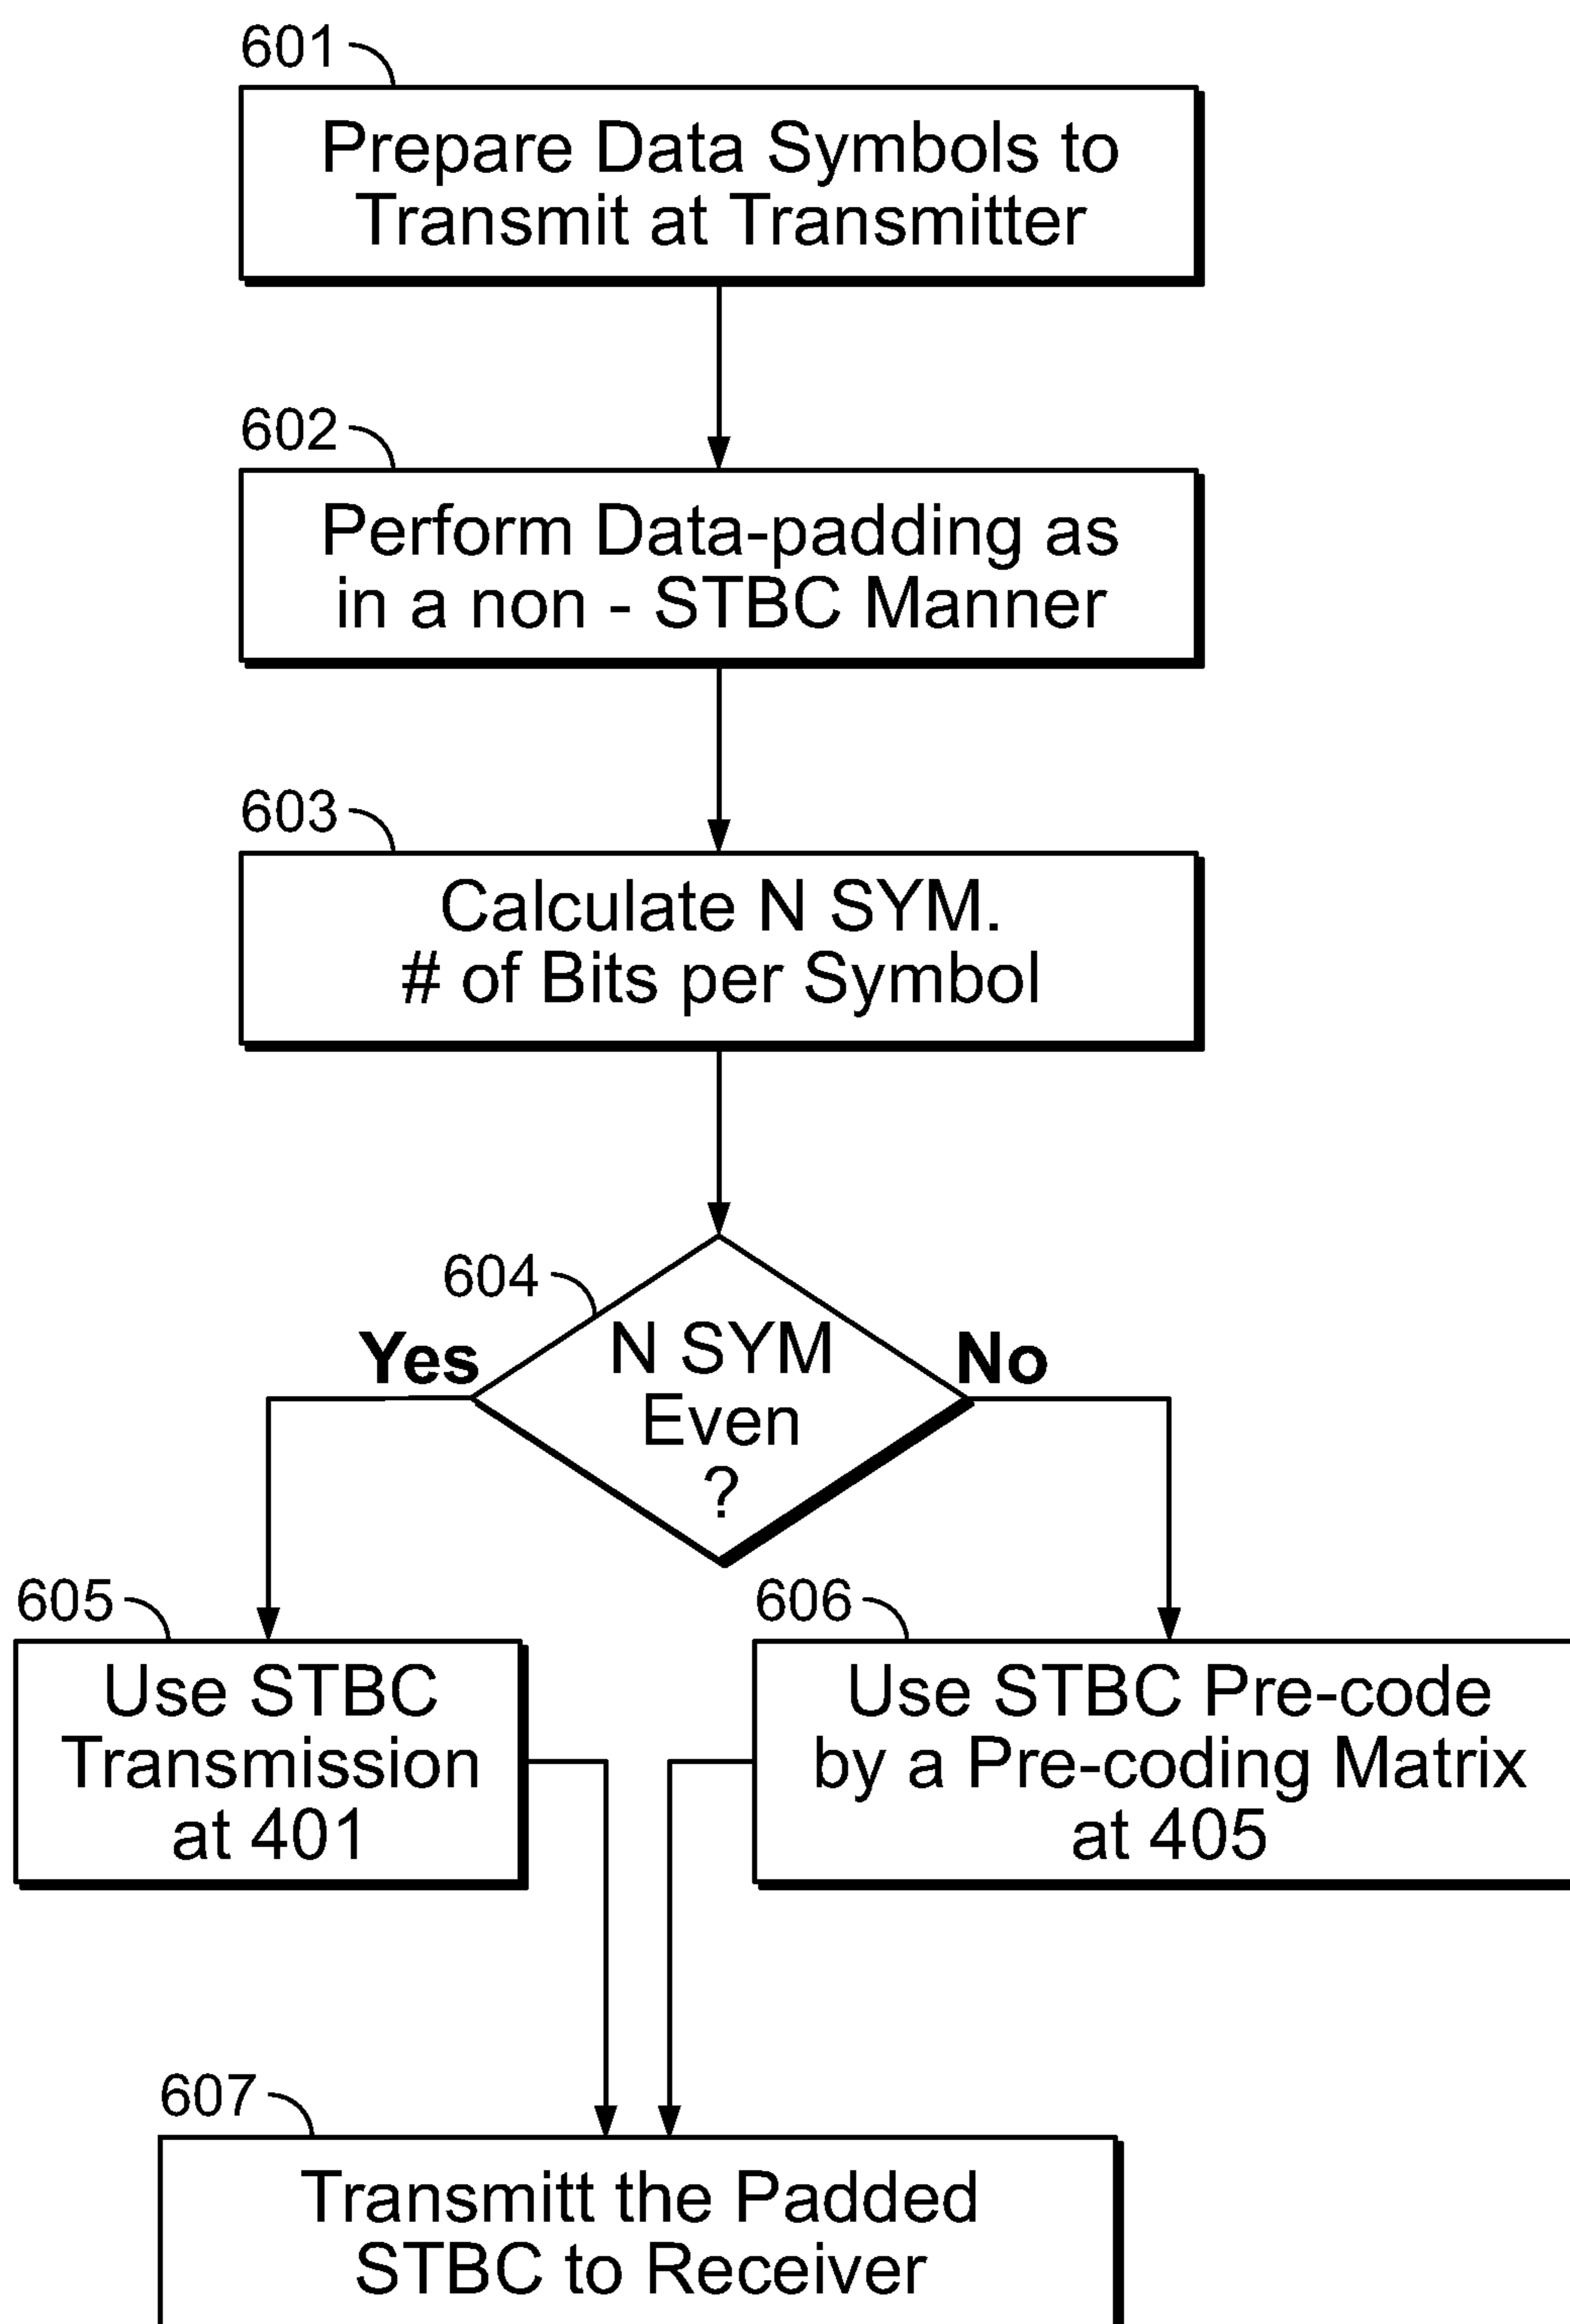 601
Prepare Data Symbols to
Transmit at Transmitter
602
Perform Data-padding as
in a non - STBC Manner
603
Calculate N SYM.
# of Bits per Symbol
604
Yes
N SYM
Even
?
No
605
Use STBC
Transmission
at 401
606
Use STBC Pre-code
by a Pre-coding Matrix
at 405
607
Transmitt the Padded
STBC to Receiver